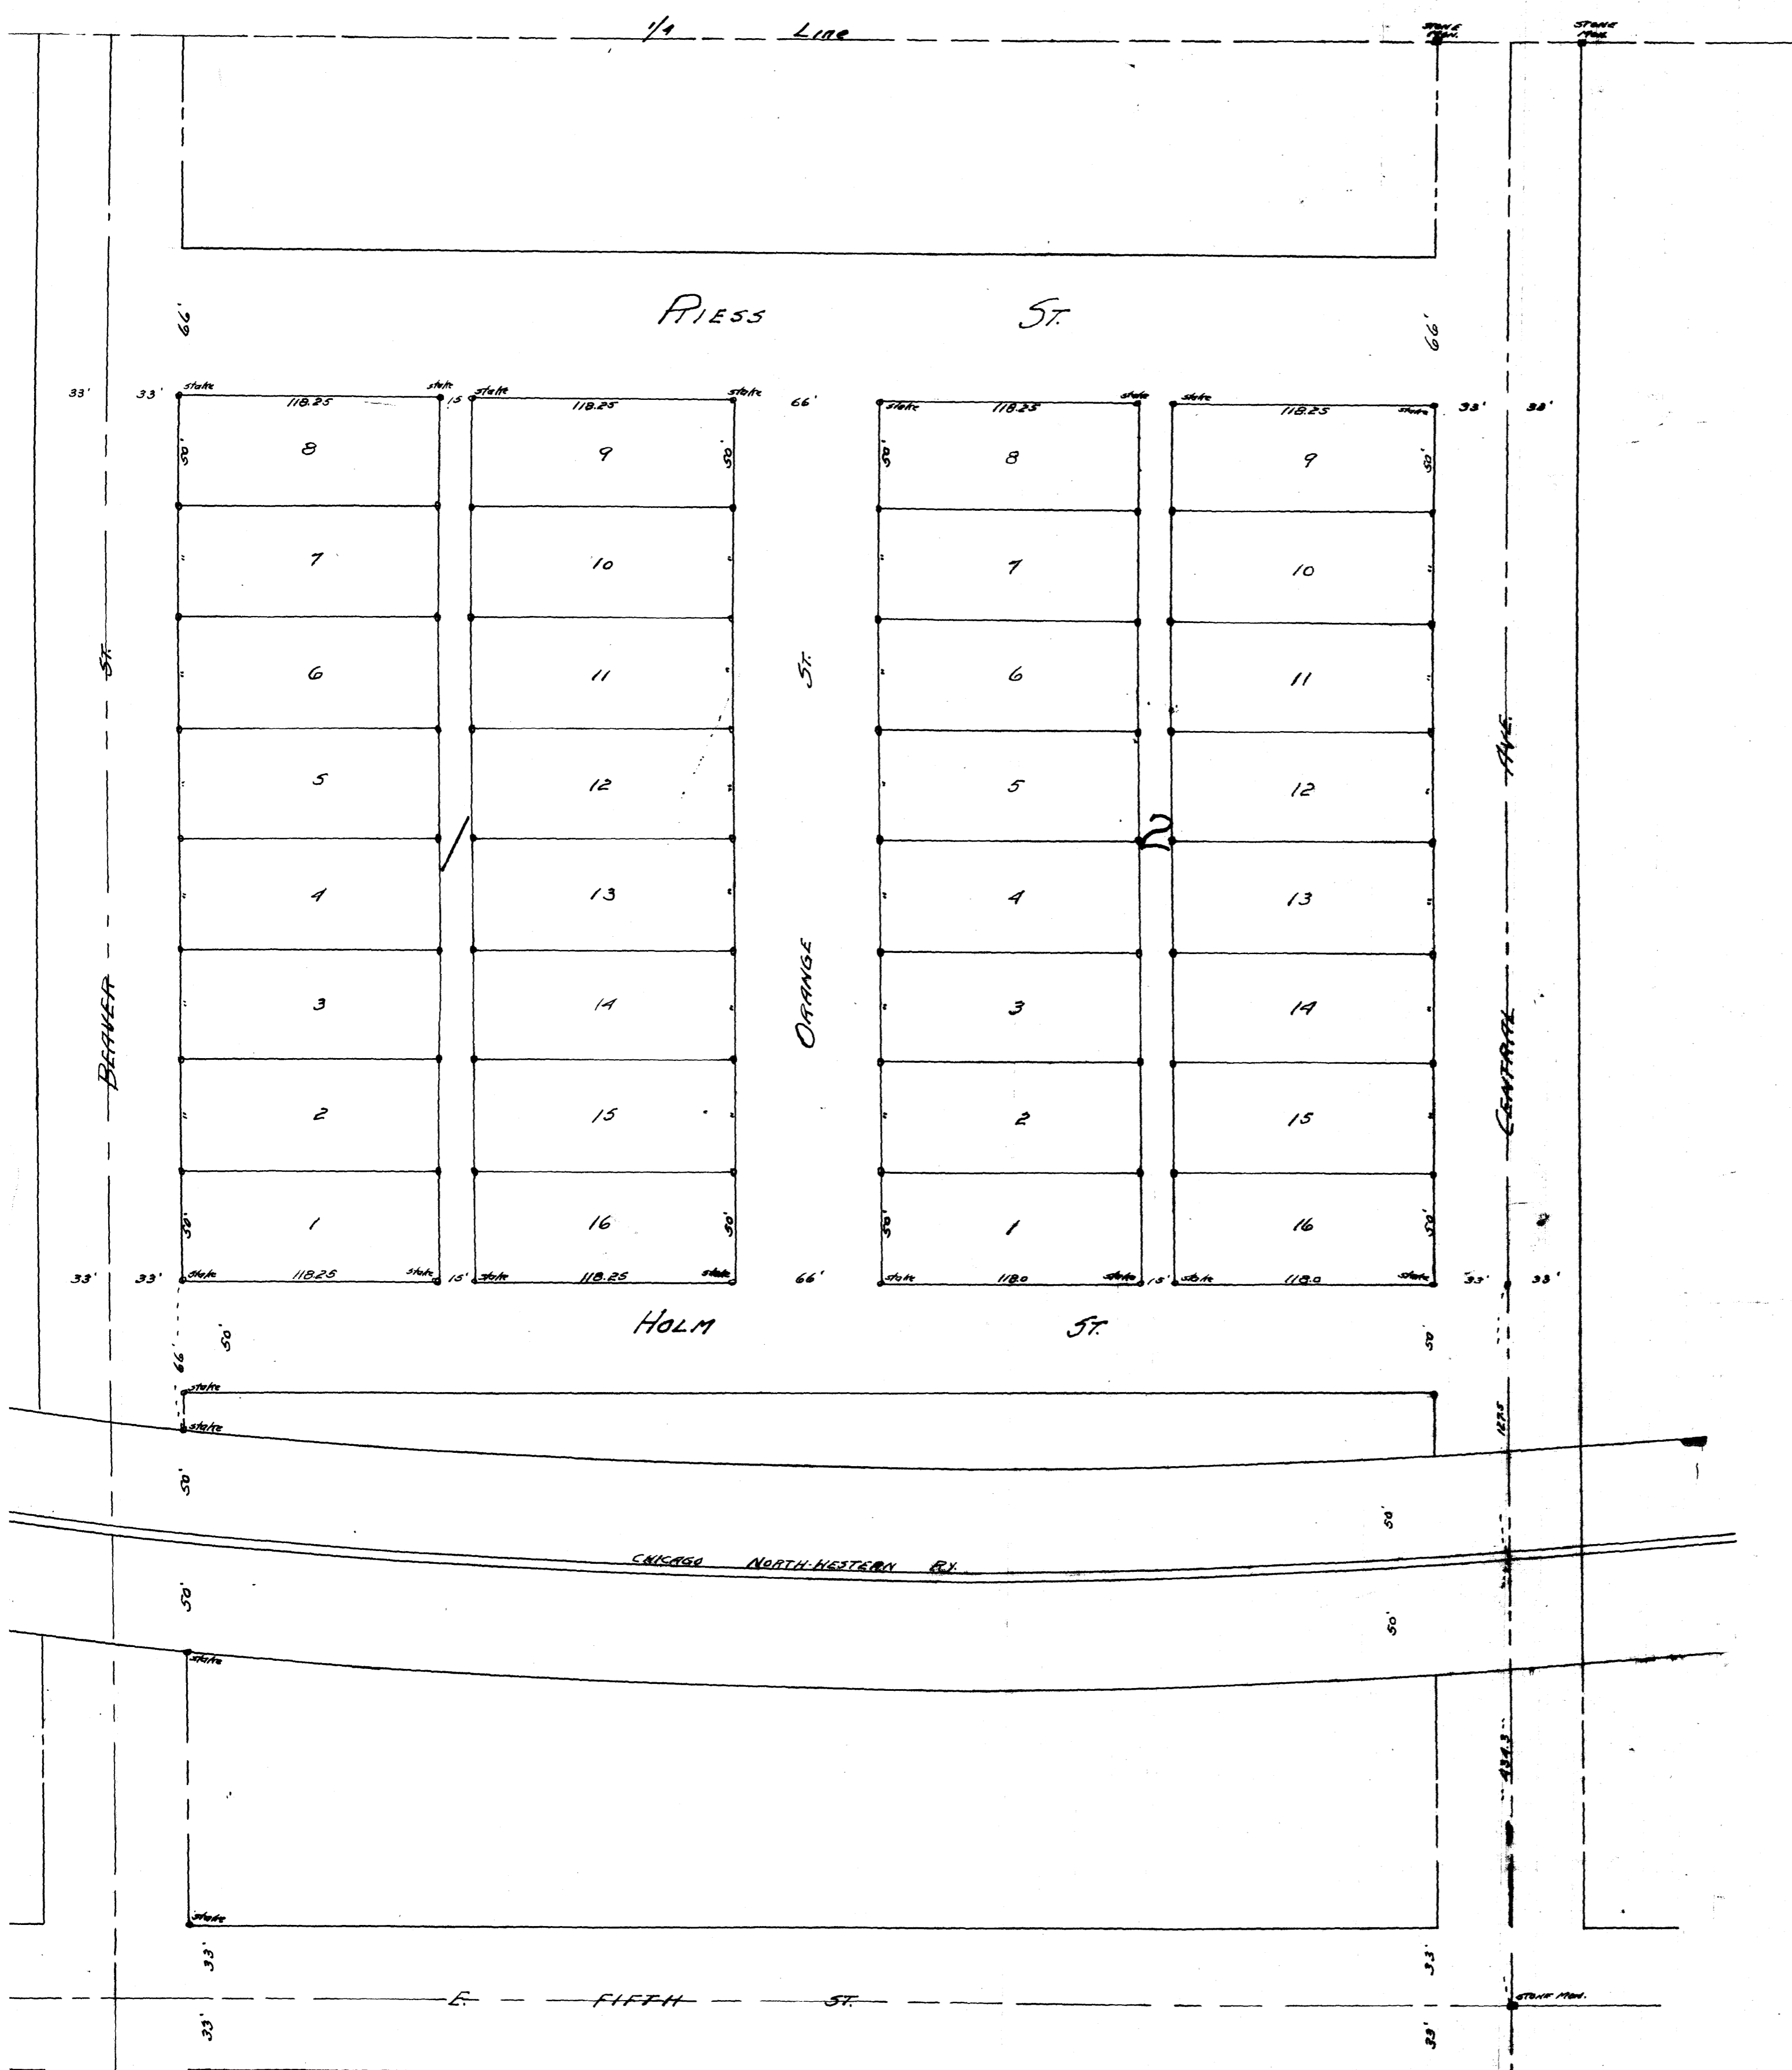 1/4 Line
STONE MON.
STONE MON.
66' RIESS ST. 66'
33' 33' stake 118.25 stake 15 stake 118.25 stake 66' stake 118.25 stake stake 118.25 stake 33' 33'
50' 8 9 50' 50' 8 9 50'
" 7 10 " " 7 10 "
" 6 11 " " 6 11 "
" 5 12 " " 5 12 "
1 2
" 4 13 " " 4 13 "
" 3 14 " " 3 14 "
" 2 15 " " 2 15 "
50' 1 16 50' 50' 1 16 50'
BEAVER ST.
ORANGE ST.
CENTRAL AVE.
33' 33' stake 118.25 stake 15' stake 118.25 stake 66' stake 118.0 stake 15' stake 118.0 stake 33' 33'
66' 50' HOLM ST. 50'
stake
stake
127.5
50' 50'
CHICAGO NORTH-WESTERN RY.
50' 50'
stake
434.3
stake
33' 33'
E. FIFTH ST.
STONE MON.
33' 33'